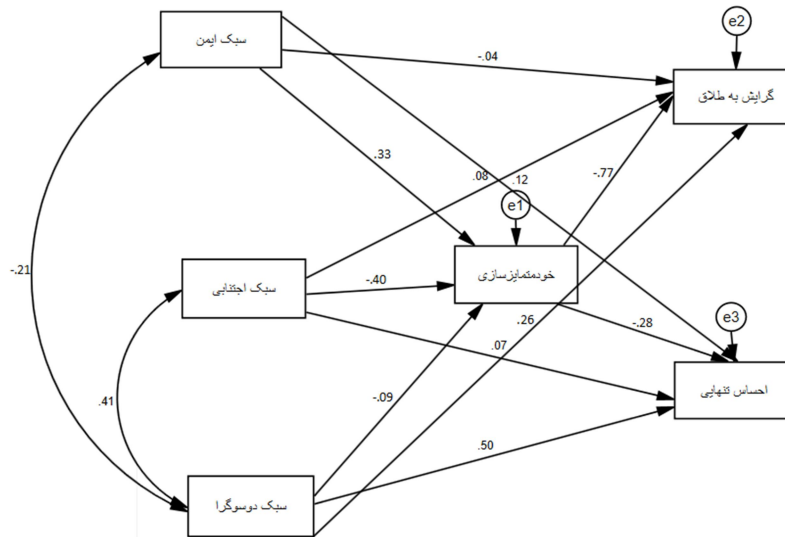 e2
سبک ایمن
گرایش به طلاق
-.04
.33
.08
.12
-.77
e1
-.21
سبک اجتنابی
-.40
خودمتمایزسازی
.26
-.28
e3
.07
احساس تنهایی
.41
-.09
.50
سبک دوسوگرا